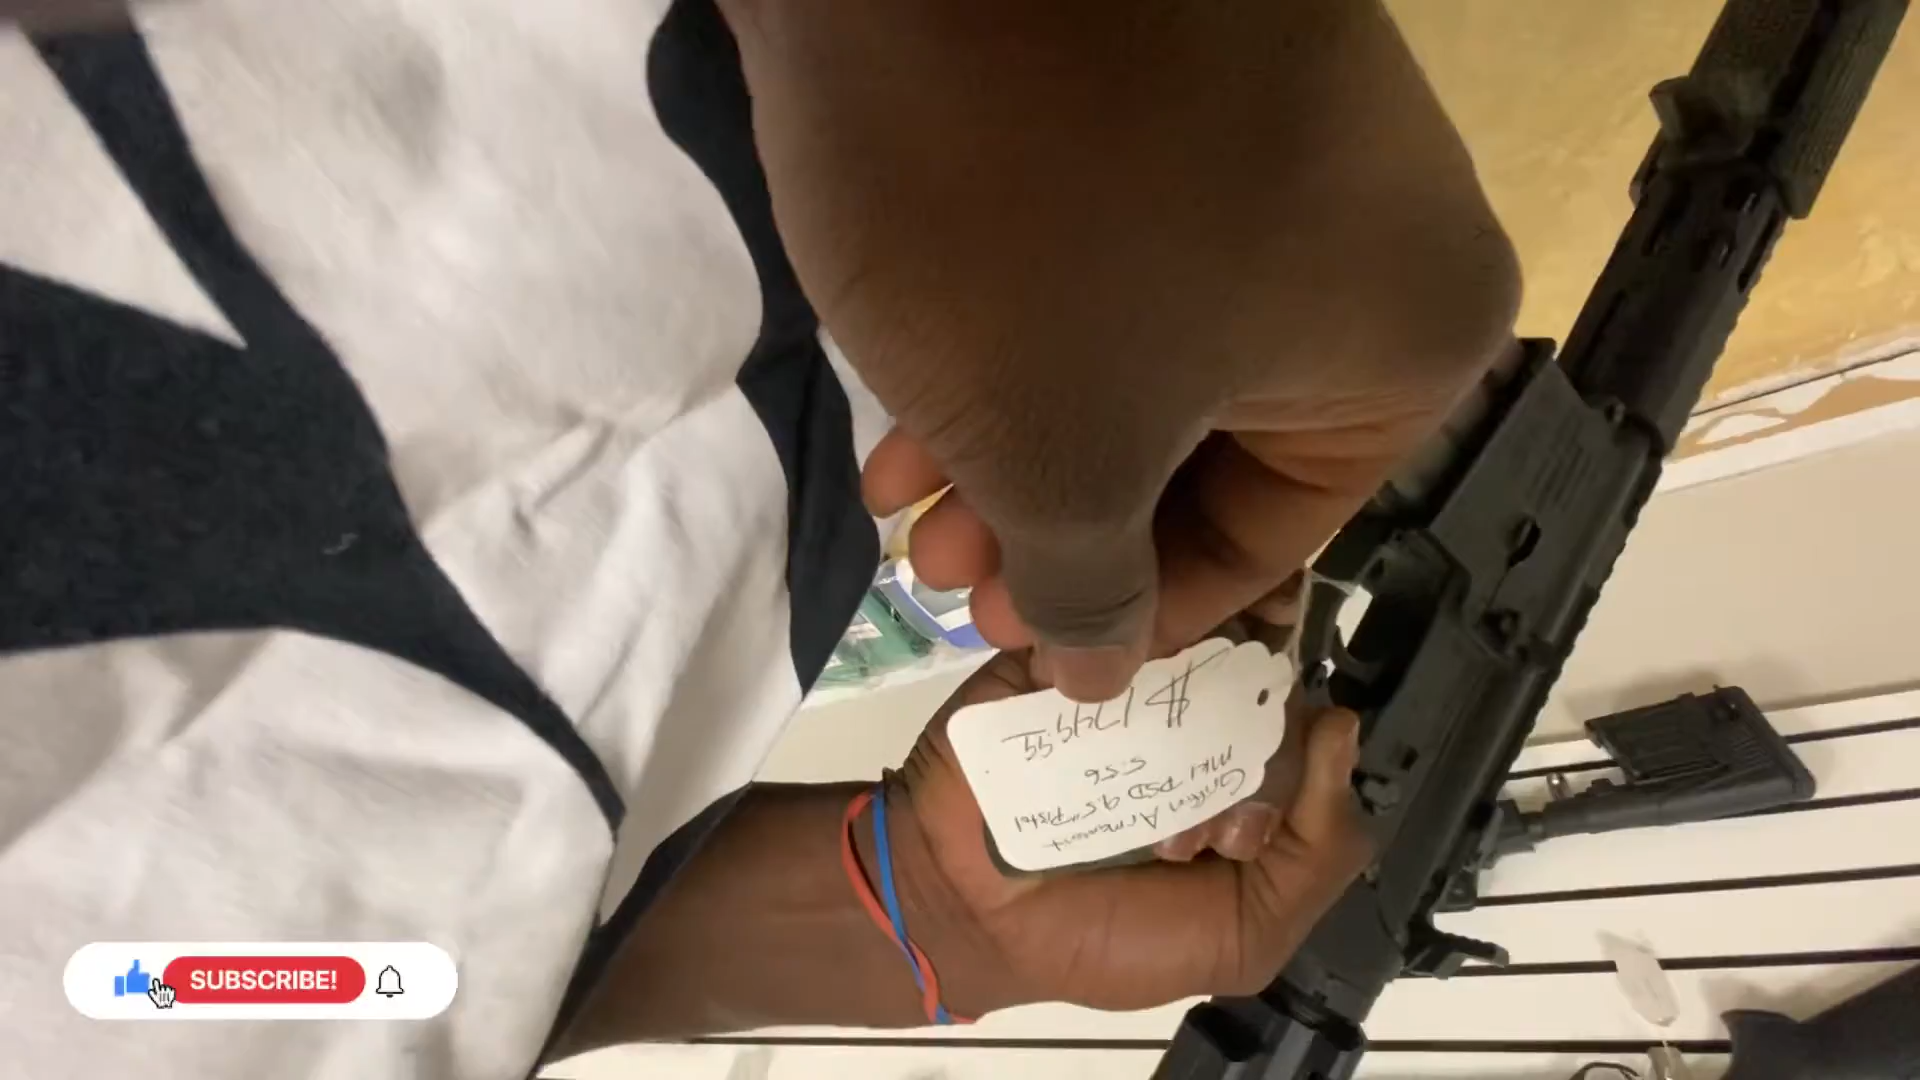 Griffin Armament
MK1 PSD 9.5" Pistol
5.56
$1749.99
SUBSCRIBE!